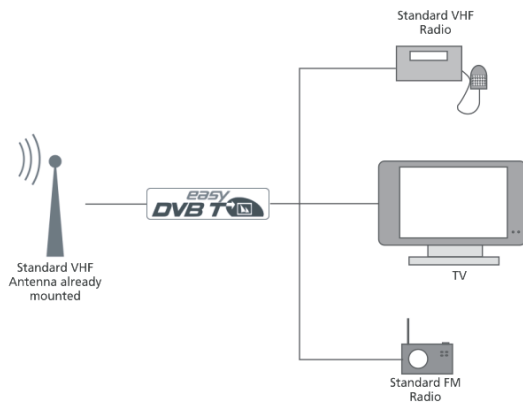 Standard VHF
Radio
easy
DVB T
Standard VHF
Antenna already
mounted
TV
Standard FM
Radio